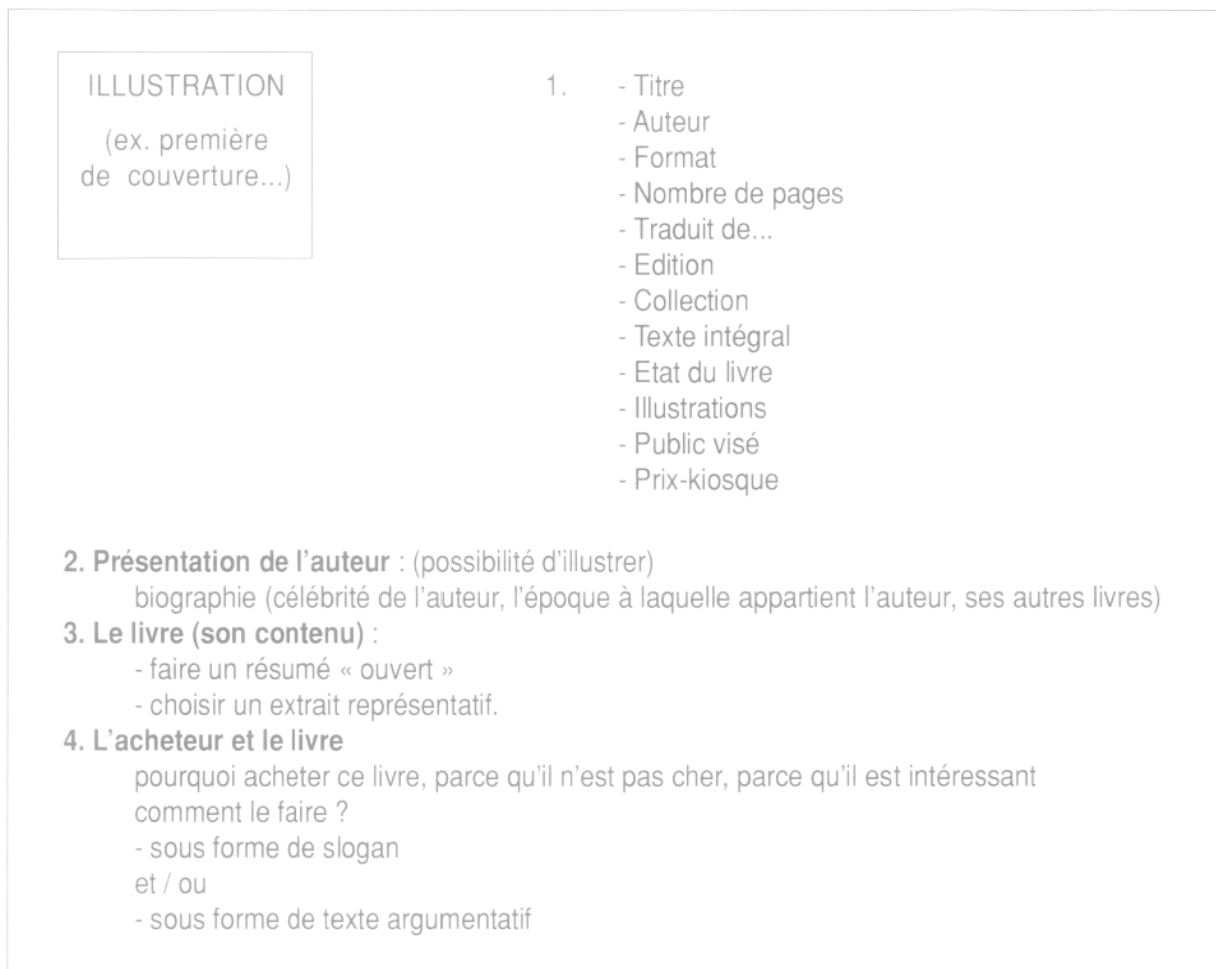 ILLUSTRATION
(ex. première
de couverture...)
1. - Titre
- Auteur
- Format
- Nombre de pages
- Traduit de...
- Edition
- Collection
- Texte intégral
- Etat du livre
- Illustrations
- Public visé
- Prix-kiosque
2. Présentation de l'auteur : (possibilité d'illustrer)
biographie (célébrité de l'auteur, l'époque à laquelle appartient l'auteur, ses autres livres)
3. Le livre (son contenu) :
- faire un résumé « ouvert »
- choisir un extrait représentatif.
4. L'acheteur et le livre
pourquoi acheter ce livre, parce qu'il n'est pas cher, parce qu'il est intéressant
comment le faire ?
- sous forme de slogan
et / ou
- sous forme de texte argumentatif